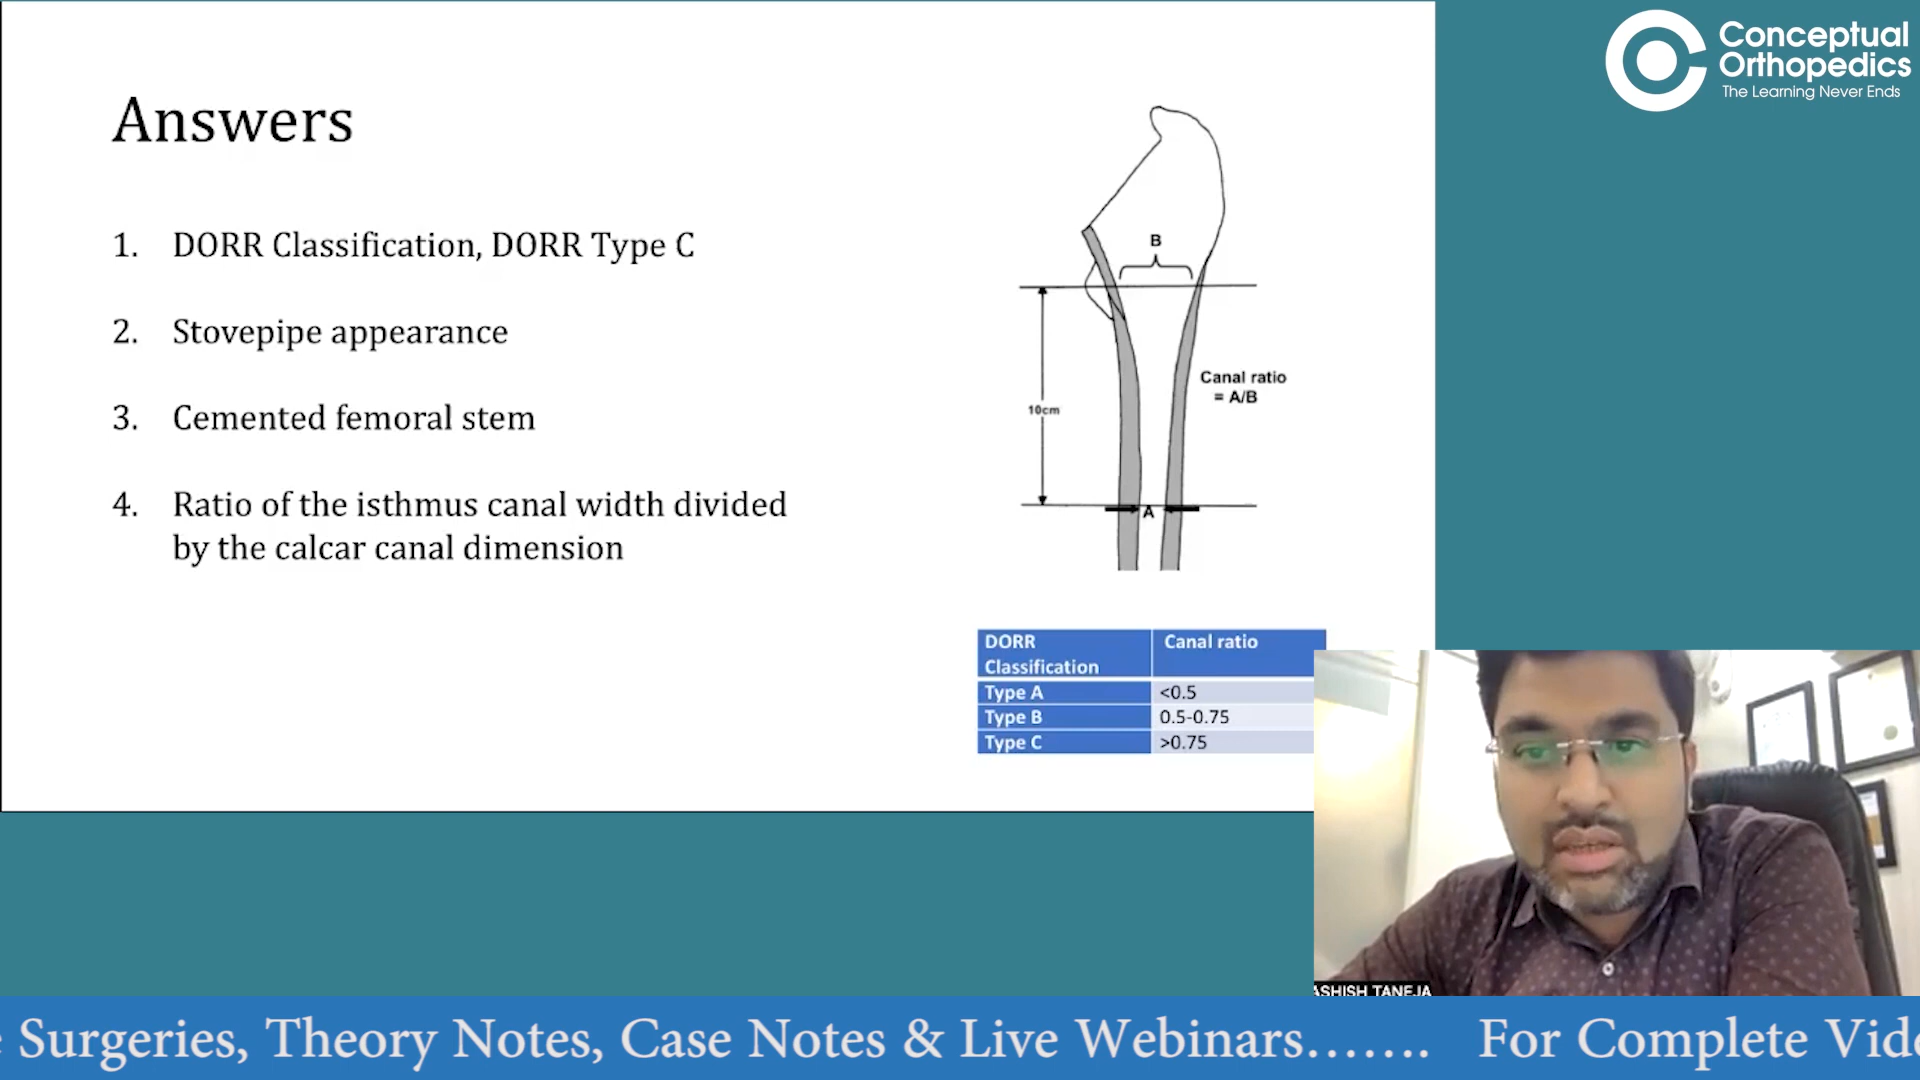 Conceptual
Orthopedics
The Learning Never Ends
Answers
1. DORR Classification, DORR Type C
2. Stovepipe appearance
3. Cemented femoral stem
4. Ratio of the isthmus canal width divided
by the calcar canal dimension
B
Canal ratio
= A/B
10cm
A
DORR
Classification
Canal ratio
Type A <0.5
Type B 0.5-0.75
Type C >0.75
ASHISH TANEJA
Surgeries, Theory Notes, Case Notes & Live Webinars....... For Complete